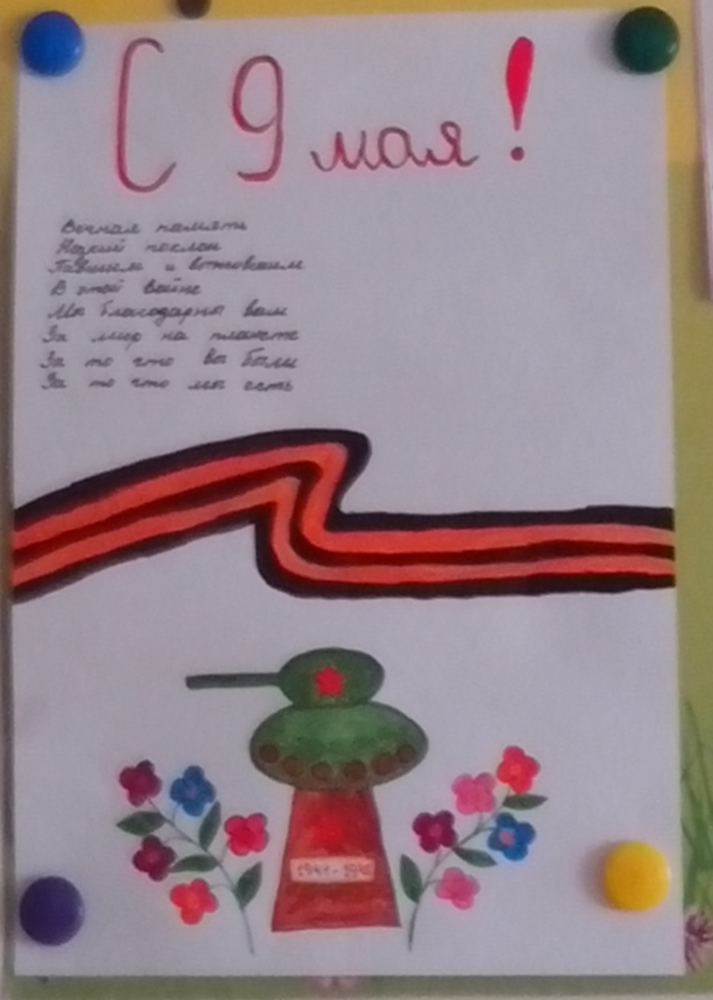 С 9 мая!
Вечная память
Низкий поклон
Павшим и выжившим
В этой войне
Мы благодарны вам
За мир на планете
За то что Вы были
За то что мы есть
1941-1945